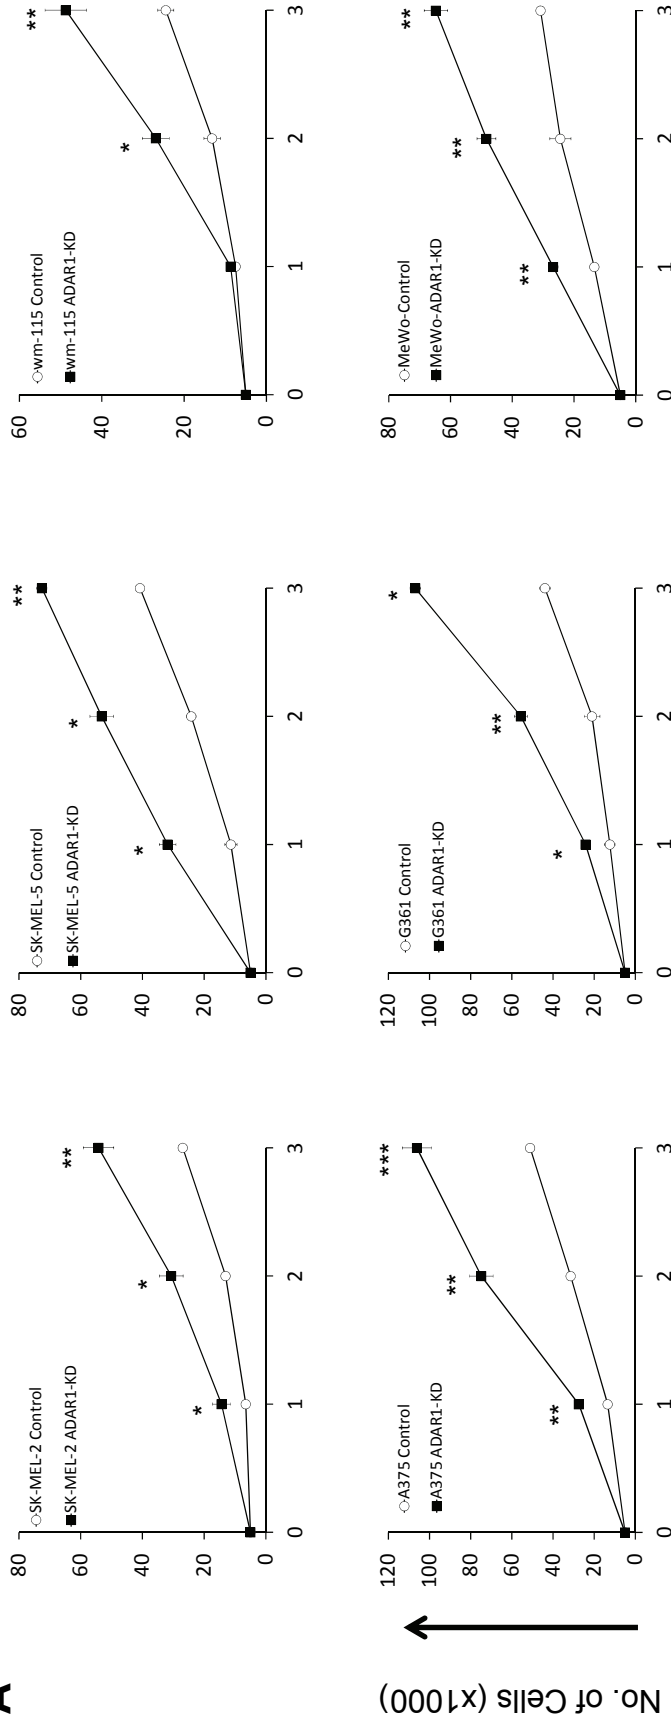 SK-MEL-2 Control
SK-MEL-2 ADAR1-KD
80
60
40
20
0
0 1 2 3
*
*
**
SK-MEL-5 Control
SK-MEL-5 ADAR1-KD
80
60
40
20
0
0 1 2 3
*
*
**
wm-115 Control
wm-115 ADAR1-KD
60
40
20
0
0 1 2 3
*
**
No. of Cells (x1000)
A375 Control
A375 ADAR1-KD
120
100
80
60
40
20
0
0 1 2 3
**
**
***
G361 Control
G361 ADAR1-KD
120
100
80
60
40
20
0
0 1 2 3
*
**
*
MeWo-Control
MeWo-ADAR1-KD
80
60
40
20
0
0 1 2 3
**
**
**